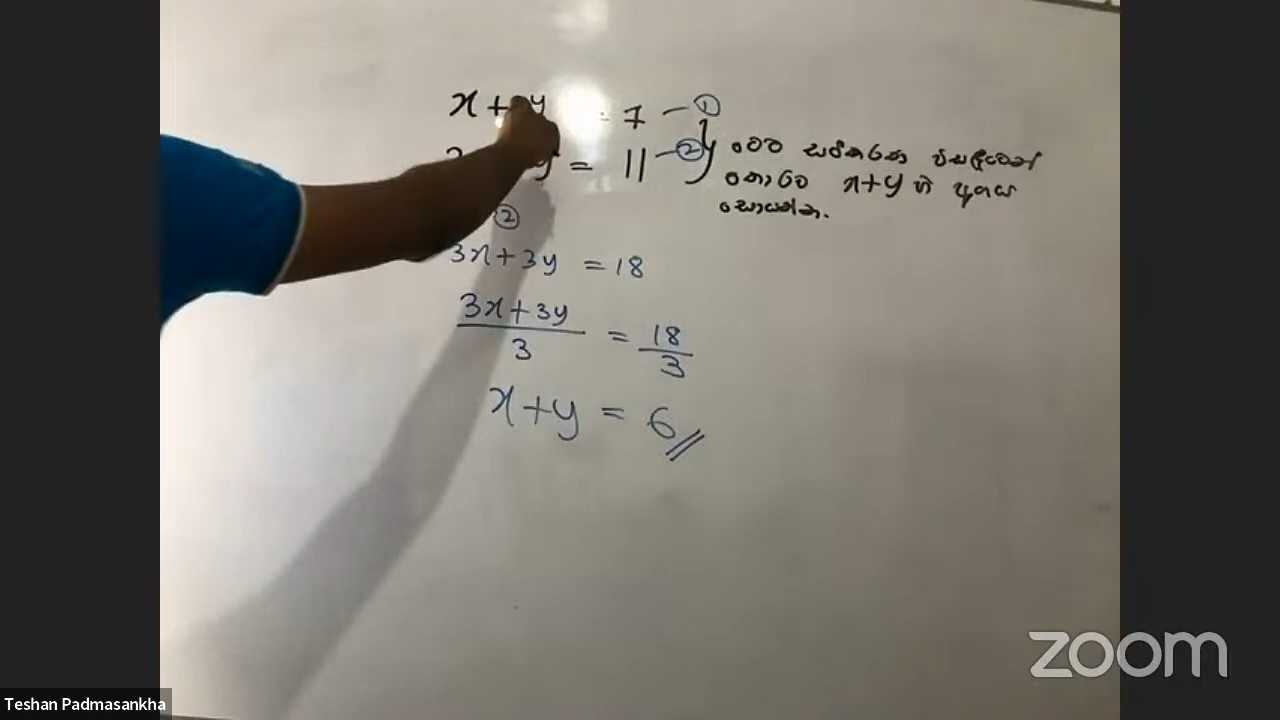 x + y = 7 — ①
y = 11 — ②
මෙම සමීකරණ විසඳීමෙන්
තොරව x+y හි අගය
සොයන්න.
②
3x + 3y = 18
3x + 3y / 3 = 18 / 3
x + y = 6
zoom
Teshan Padmasankha